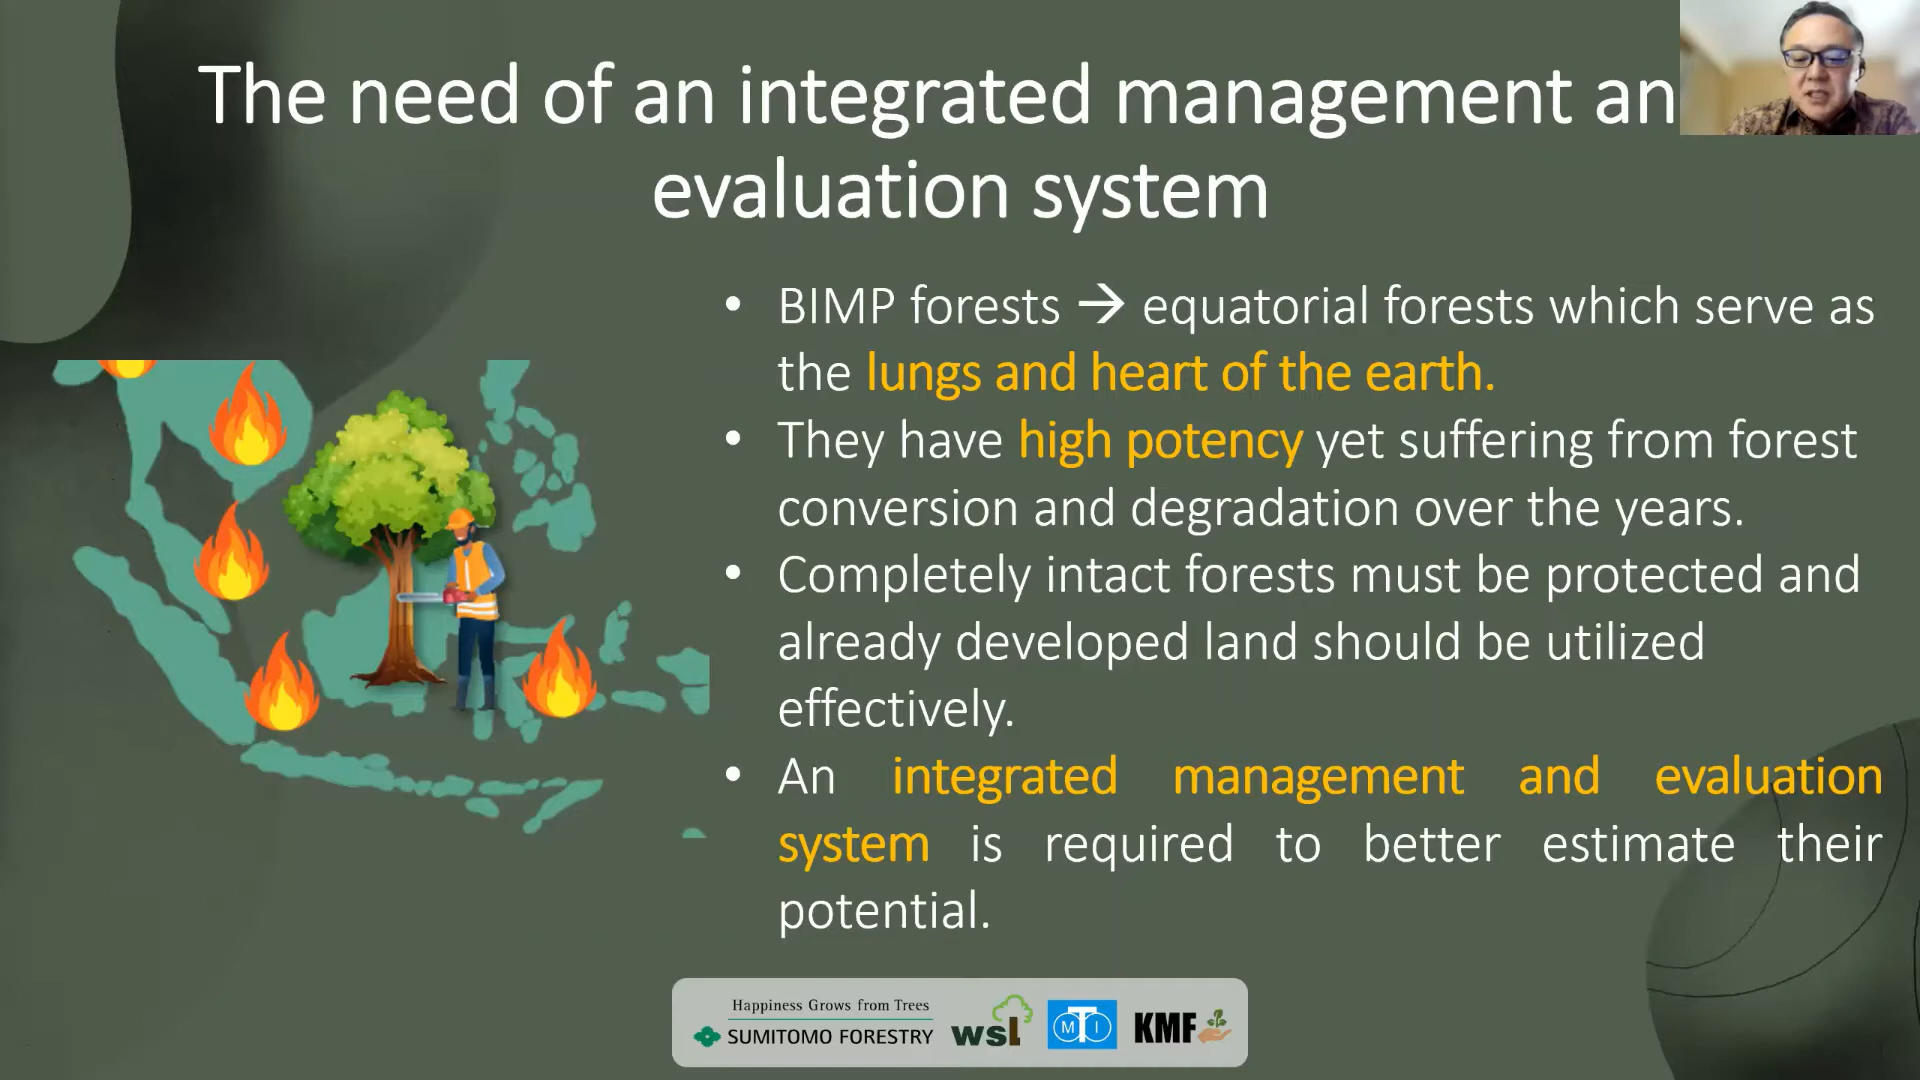 The need of an integrated management an
evaluation system
• BIMP forests → equatorial forests which serve as
the lungs and heart of the earth.
• They have high potency yet suffering from forest
conversion and degradation over the years.
• Completely intact forests must be protected and
already developed land should be utilized
effectively.
• An integrated management and evaluation
system is required to better estimate their
potential.
Happiness Grows from Trees
SUMITOMO FORESTRY
wsl
MTI
KMF